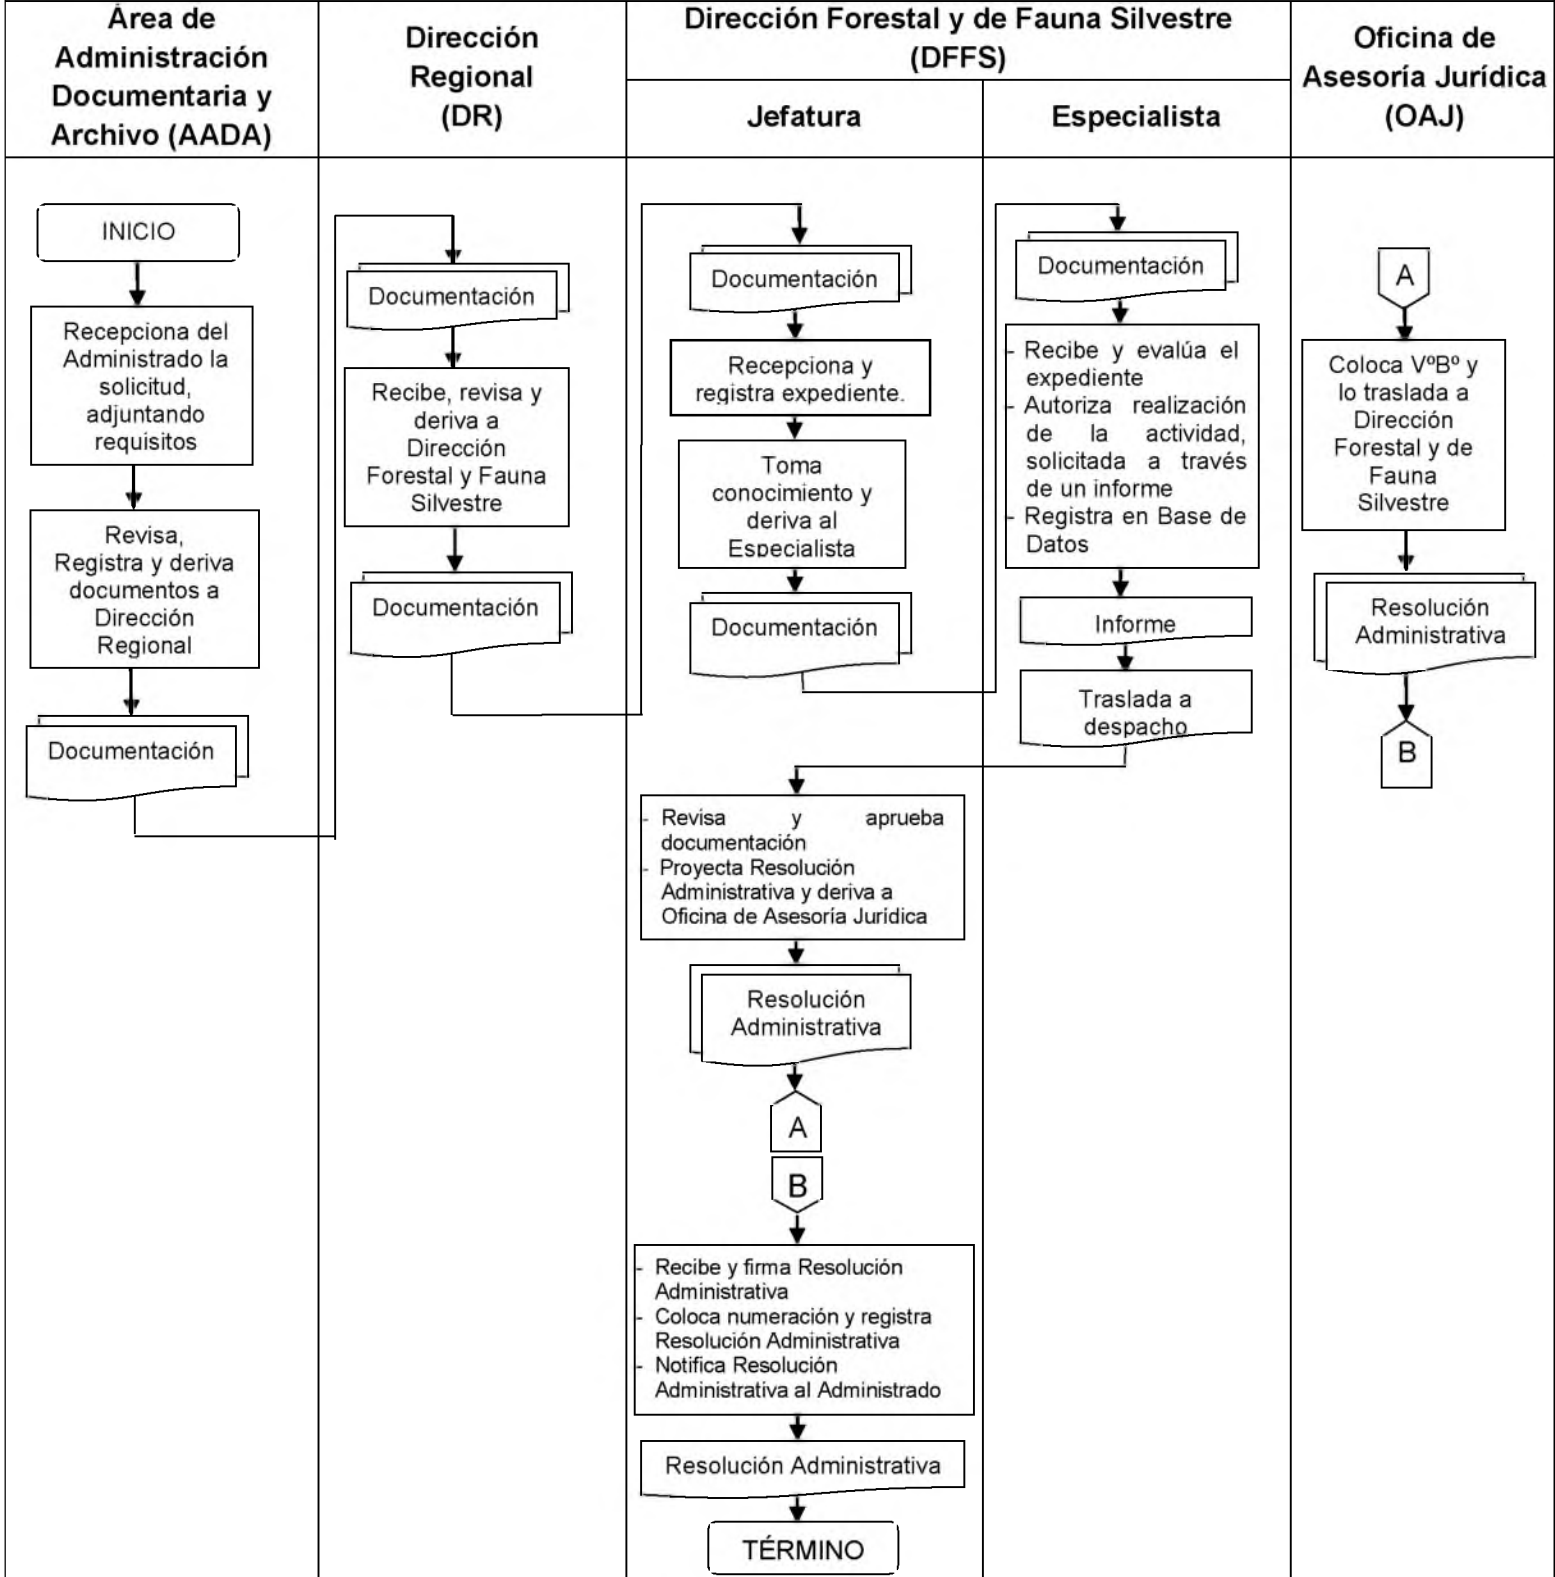 Área de
Administración
Documentaria y
Archivo (AADA)
Dirección
Regional
(DR)
Dirección Forestal y de Fauna Silvestre
(DFFS)
Jefatura
Especialista
Oficina de
Asesoría Jurídica
(OAJ)
INICIO
Recepciona del
Administrado la
solicitud,
adjuntando
requisitos
Revisa,
Registra y deriva
documentos a
Dirección
Regional
Documentación
Documentación
Recibe, revisa y
deriva a
Dirección
Forestal y Fauna
Silvestre
Documentación
Documentación
Recepciona y
registra expediente.
Toma
conocimiento y
deriva al
Especialista
Documentación
Documentación
- Recibe y evalúa el
expediente
- Autoriza realización
de la actividad,
solicitada a través
de un informe
- Registra en Base de
Datos
Informe
Traslada a
despacho
- Revisa y aprueba
documentación
- Proyecta Resolución
Administrativa y deriva a
Oficina de Asesoría Jurídica
Resolución
Administrativa
A
B
- Recibe y firma Resolución
Administrativa
- Coloca numeración y registra
Resolución Administrativa
- Notifica Resolución
Administrativa al Administrado
Resolución Administrativa
TÉRMINO
A
Coloca VºBº y
lo traslada a
Dirección
Forestal y de
Fauna
Silvestre
Resolución
Administrativa
B